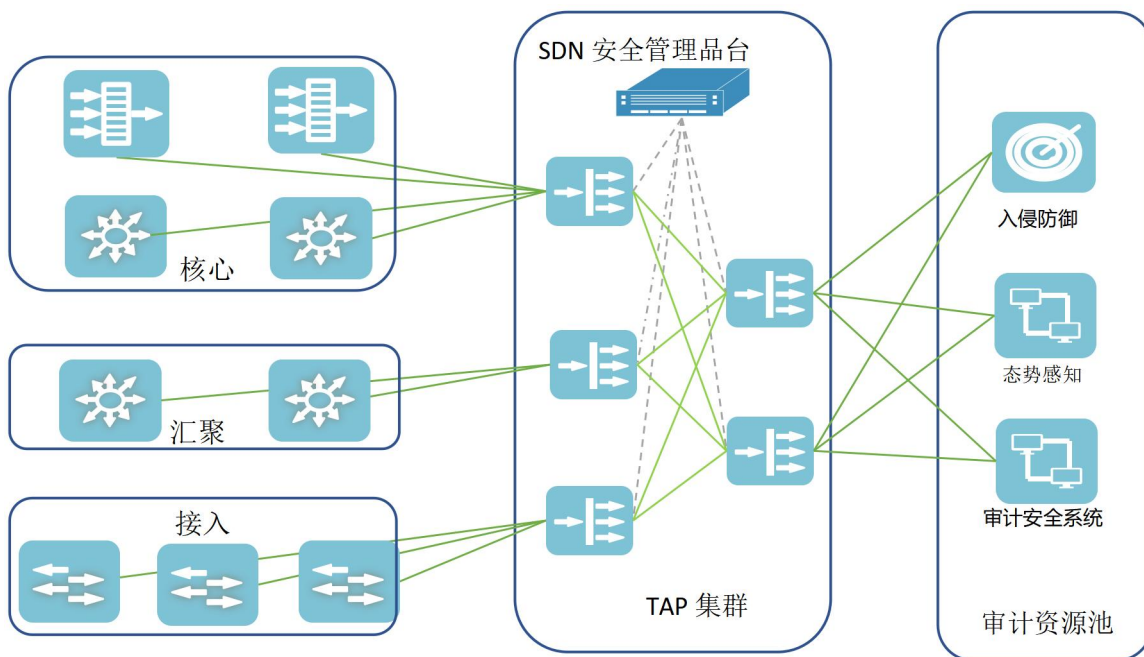 SDN 安全管理品台
核心
汇聚
接入
TAP 集群
入侵防御
态势感知
审计安全系统
审计资源池